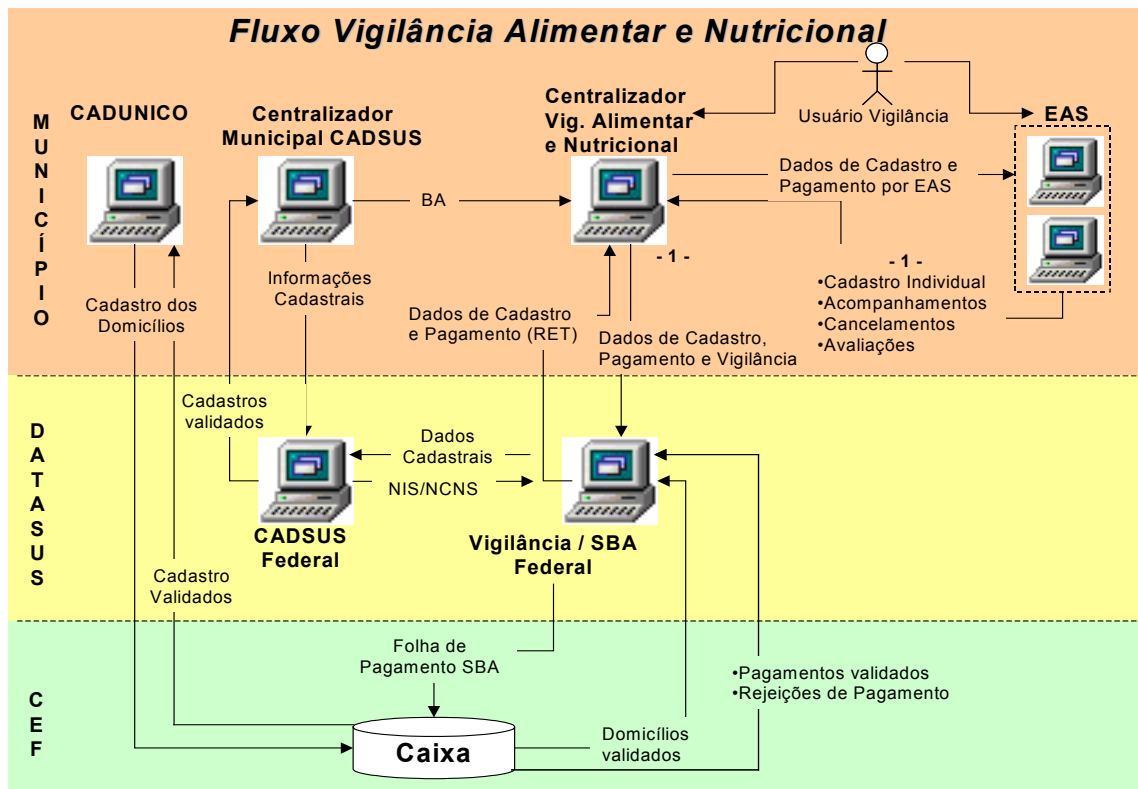 Fluxo Vigilância Alimentar e Nutricional
MUNICÍPIO
CADUNICO
Centralizador
Municipal CADSUS
Centralizador
Vig. Alimentar
e Nutricional
Usuário Vigilância
EAS
Dados de Cadastro e
Pagamento por EAS
BA
- 1 -
- 1 -
•Cadastro Individual
•Acompanhamentos
•Cancelamentos
•Avaliações
Informações
Cadastrais
Cadastro dos
Domicílios
Dados de Cadastro
e Pagamento (RET)
Dados de Cadastro,
Pagamento e Vigilância
DATASUS
Cadastros
validados
Dados
Cadastrais
NIS/NCNS
CADSUS
Federal
Vigilância / SBA
Federal
Cadastro
Validados
CEF
Folha de
Pagamento SBA
•Pagamentos validados
•Rejeições de Pagamento
Domicílios
validados
Caixa